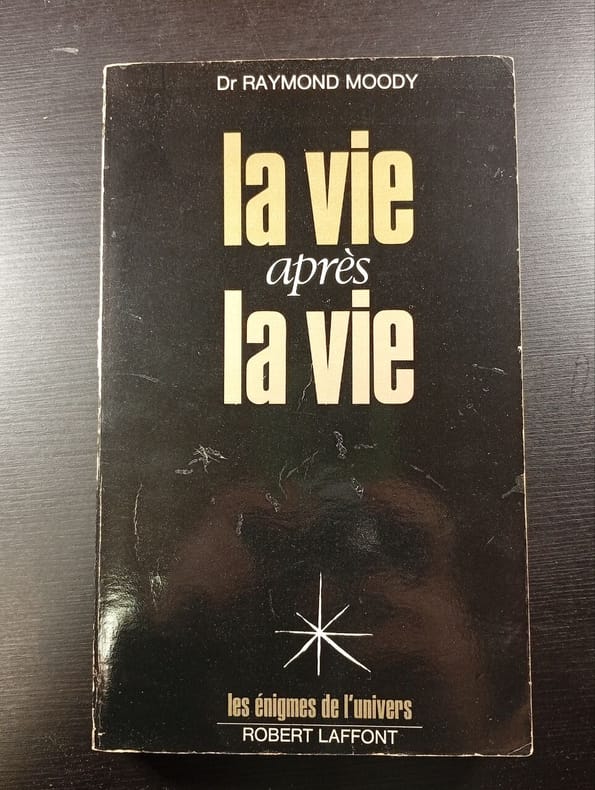 Dr RAYMOND MOODY
la vie
après
la vie
les énigmes de l'univers
ROBERT LAFFONT